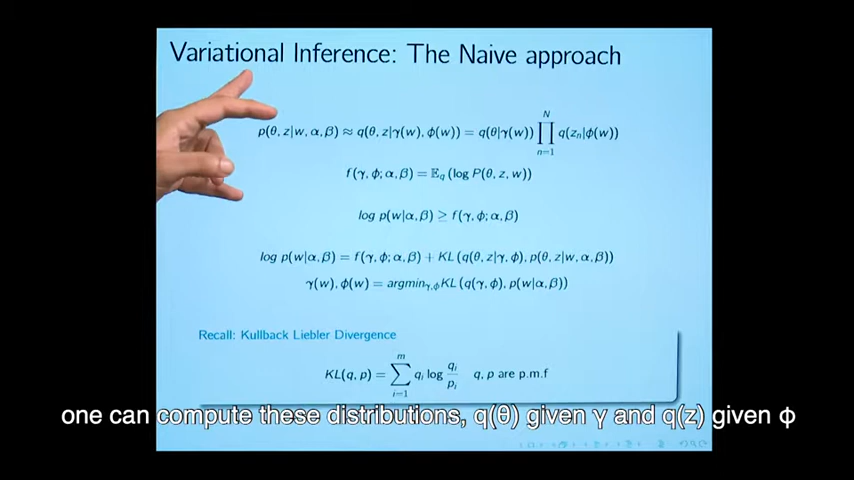 Variational Inference: The Naive approach
p(θ, z|w, α, β) ≈ q(θ, z|γ(w), ϕ(w)) = q(θ|γ(w)) ∏_{n=1}^{N} q(z_n|ϕ(w))
f(γ, ϕ; α, β) = 𝔼_q (log P(θ, z, w))
log p(w|α, β) ≥ f(γ, ϕ; α, β)
log p(w|α, β) = f(γ, ϕ; α, β) + KL(q(θ, z|γ, ϕ), p(θ, z|w, α, β))
γ(w), ϕ(w) = argmin_{γ,ϕ} KL(q(γ, ϕ), p(w|α, β))
Recall: Kullback Liebler Divergence
KL(q, p) = ∑_{i=1}^{m} q_i log q_i/p_i q, p are p.m.f
one can compute these distributions, q(θ) given γ and q(z) given ϕ